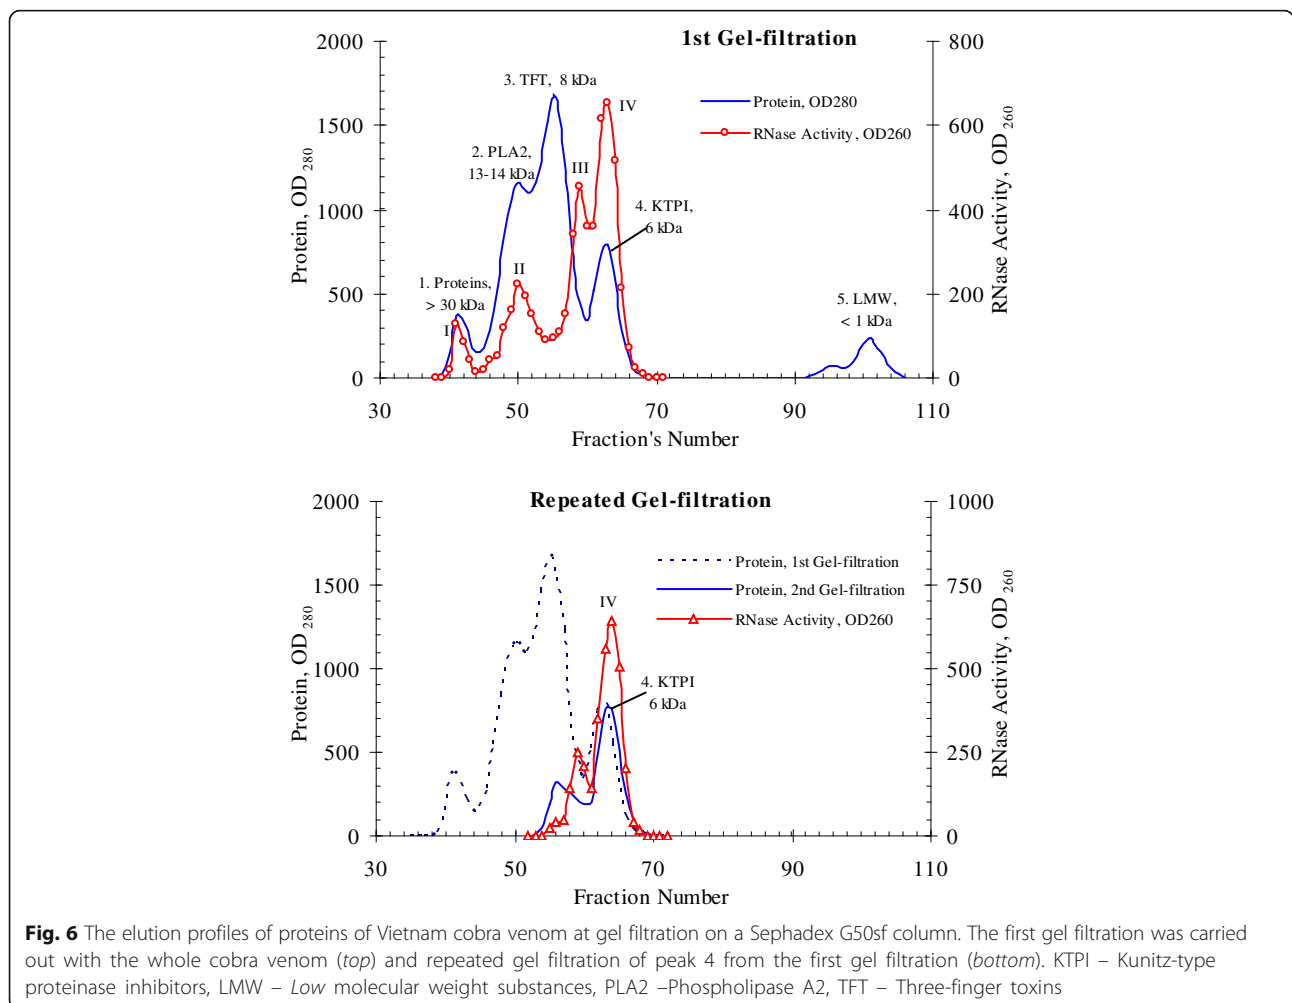 1st Gel-filtration
2000
1500
1000
500
0
Protein, OD280
800
600
400
200
0
RNase Activity, OD260
3. TFT, 8 kDa
IV
Protein, OD280
RNase Activity, OD260
2. PLA2,
13-14 kDa
III
4. KTPI,
6 kDa
II
1. Proteins,
> 30 kDa
I
5. LMW,
< 1 kDa
30
50
70
90
110
Fraction's Number
Repeated Gel-filtration
2000
1500
1000
500
0
Protein, OD280
1000
750
500
250
0
RNase Activity, OD260
Protein, 1st Gel-filtration
Protein, 2nd Gel-filtration
RNase Activity, OD260
IV
4. KTPI
6 kDa
30
50
70
90
110
Fraction Number
Fig. 6 The elution profiles of proteins of Vietnam cobra venom at gel filtration on a Sephadex G50sf column. The first gel filtration was carried
out with the whole cobra venom (top) and repeated gel filtration of peak 4 from the first gel filtration (bottom). KTPI – Kunitz-type
proteinase inhibitors, LMW – Low molecular weight substances, PLA2 –Phospholipase A2, TFT – Three-finger toxins